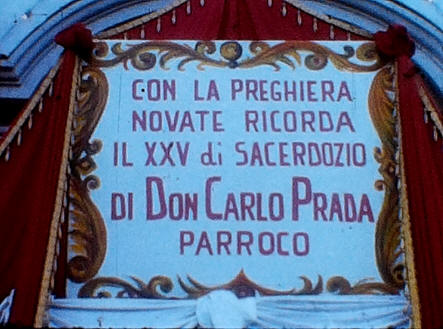 CON LA PREGHIERA
NOVATE RICORDA
IL XXV di SACERDOZIO
DI DON CARLO PRADA
PARROCO